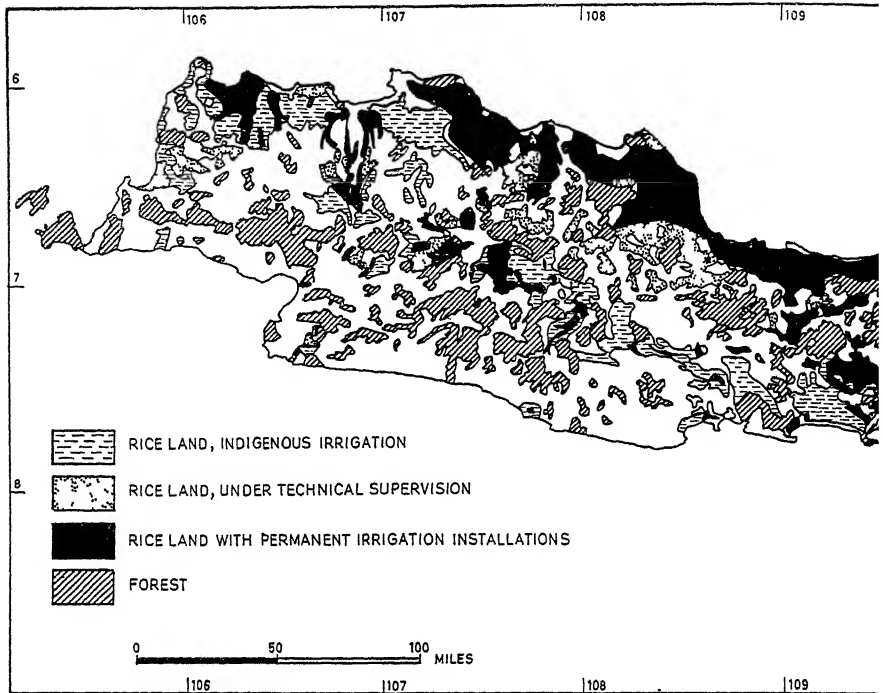 106 107 108 109
6
7
8
RICE LAND, INDIGENOUS IRRIGATION
RICE LAND, UNDER TECHNICAL SUPERVISION
RICE LAND WITH PERMANENT IRRIGATION INSTALLATIONS
FOREST
0 50 100 MILES
106 107 108 109